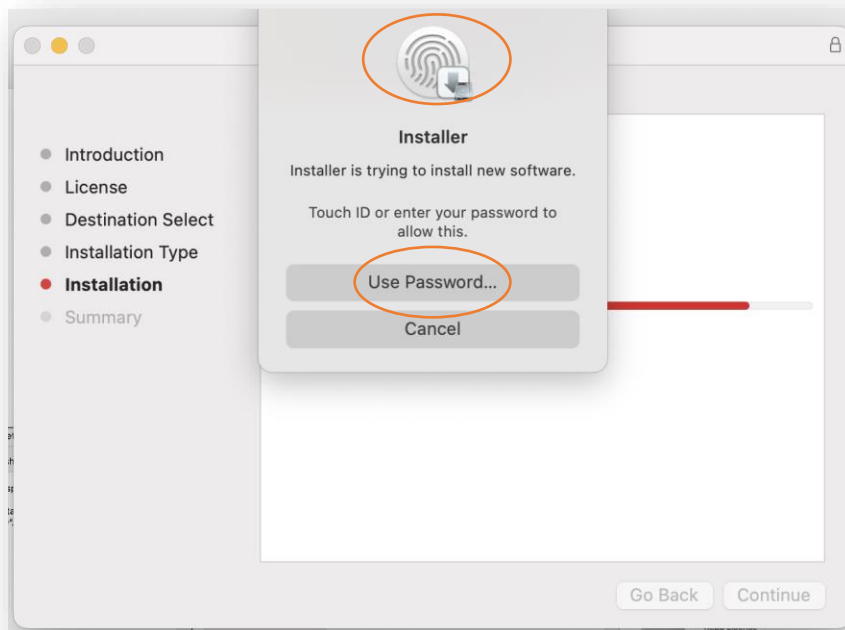 Installer
Installer is trying to install new software.
Touch ID or enter your password to
allow this.
Use Password...
Cancel
Introduction
License
Destination Select
Installation Type
Installation
Summary
Go Back
Continue